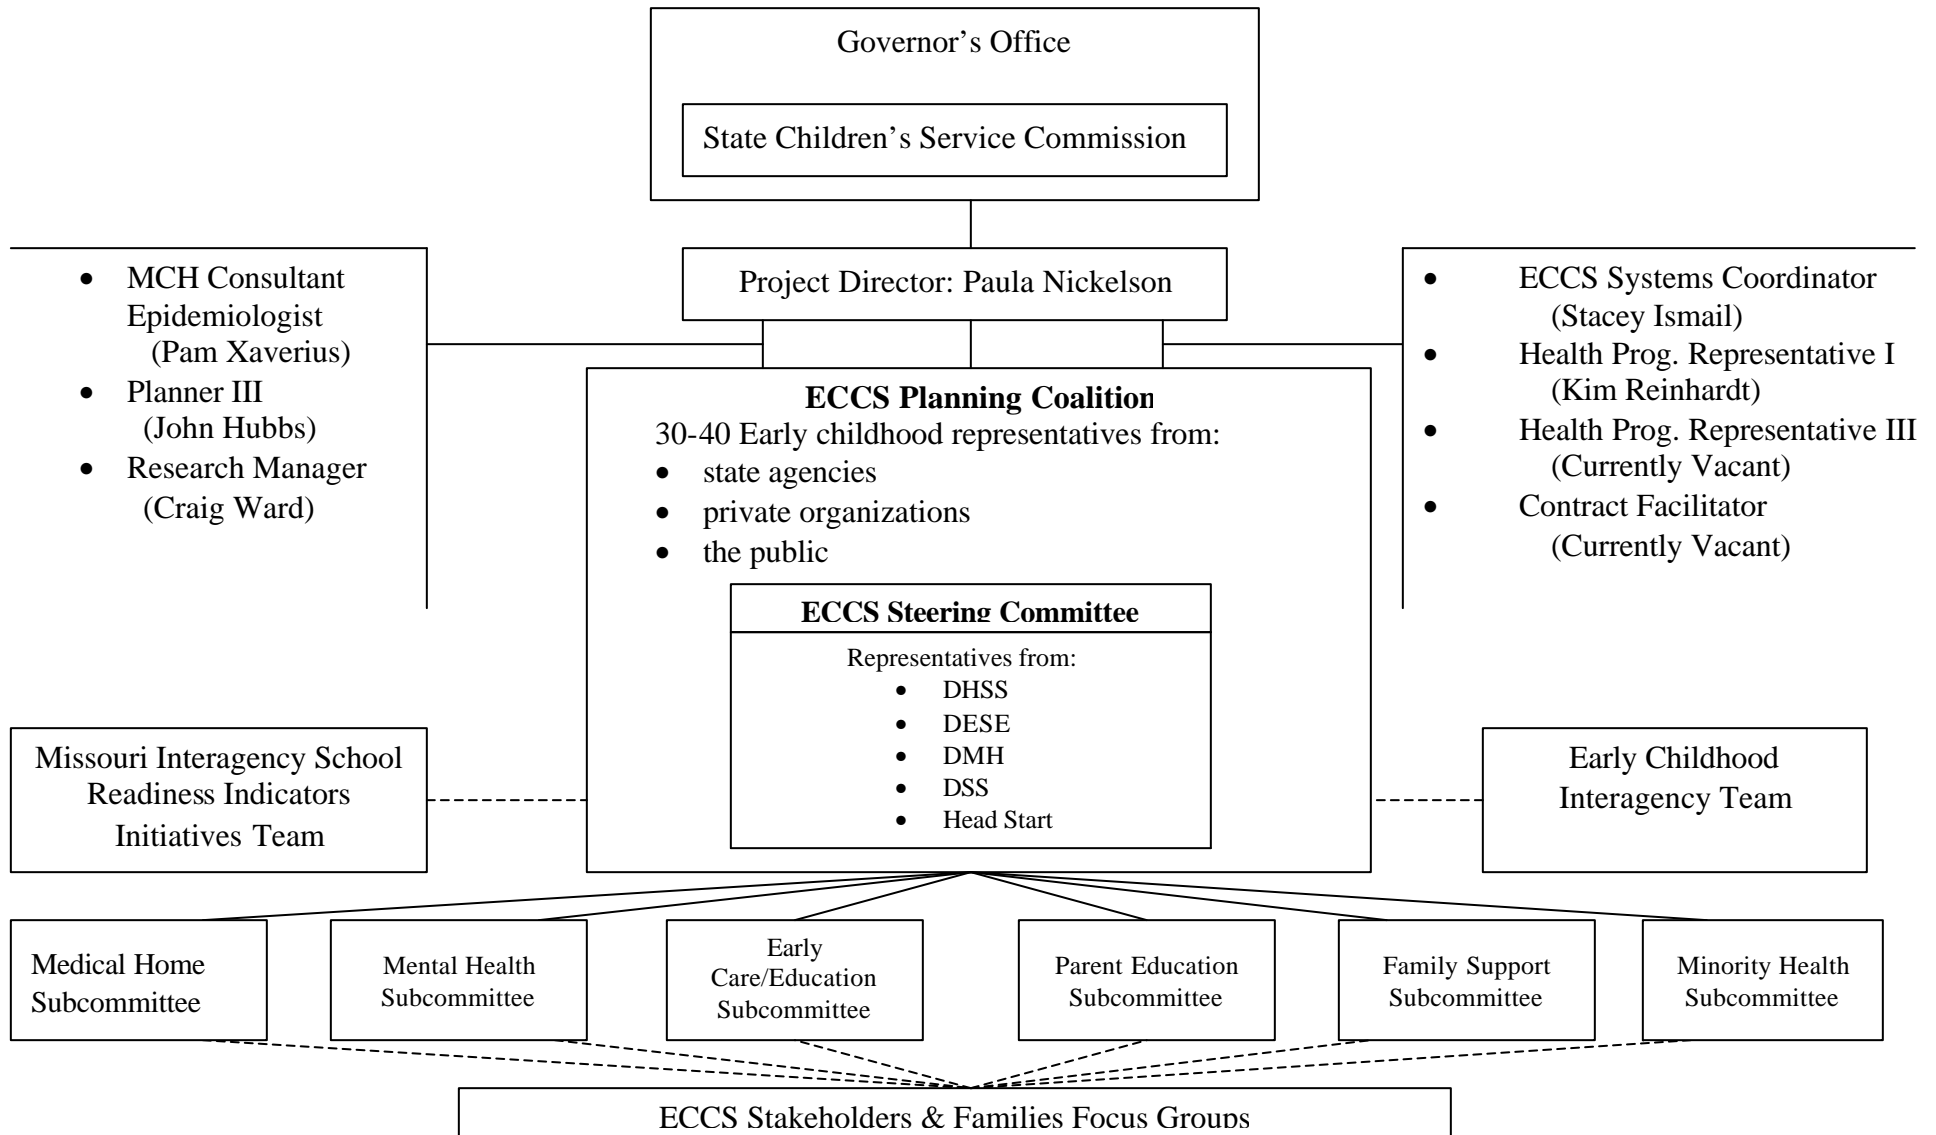 Governor’s Office
State Children’s Service Commission
Project Director: Paula Nickelson
• MCH Consultant
Epidemiologist
(Pam Xaverius)
• Planner III
(John Hubbs)
• Research Manager
(Craig Ward)
• ECCS Systems Coordinator
(Stacey Ismail)
• Health Prog. Representative I
(Kim Reinhardt)
• Health Prog. Representative III
(Currently Vacant)
• Contract Facilitator
(Currently Vacant)
ECCS Planning Coalition
30-40 Early childhood representatives from:
• state agencies
• private organizations
• the public
ECCS Steering Committee
Representatives from:
• DHSS
• DESE
• DMH
• DSS
• Head Start
Missouri Interagency School
Readiness Indicators
Initiatives Team
Early Childhood
Interagency Team
Medical Home
Subcommittee
Mental Health
Subcommittee
Early
Care/Education
Subcommittee
Parent Education
Subcommittee
Family Support
Subcommittee
Minority Health
Subcommittee
ECCS Stakeholders & Families Focus Groups